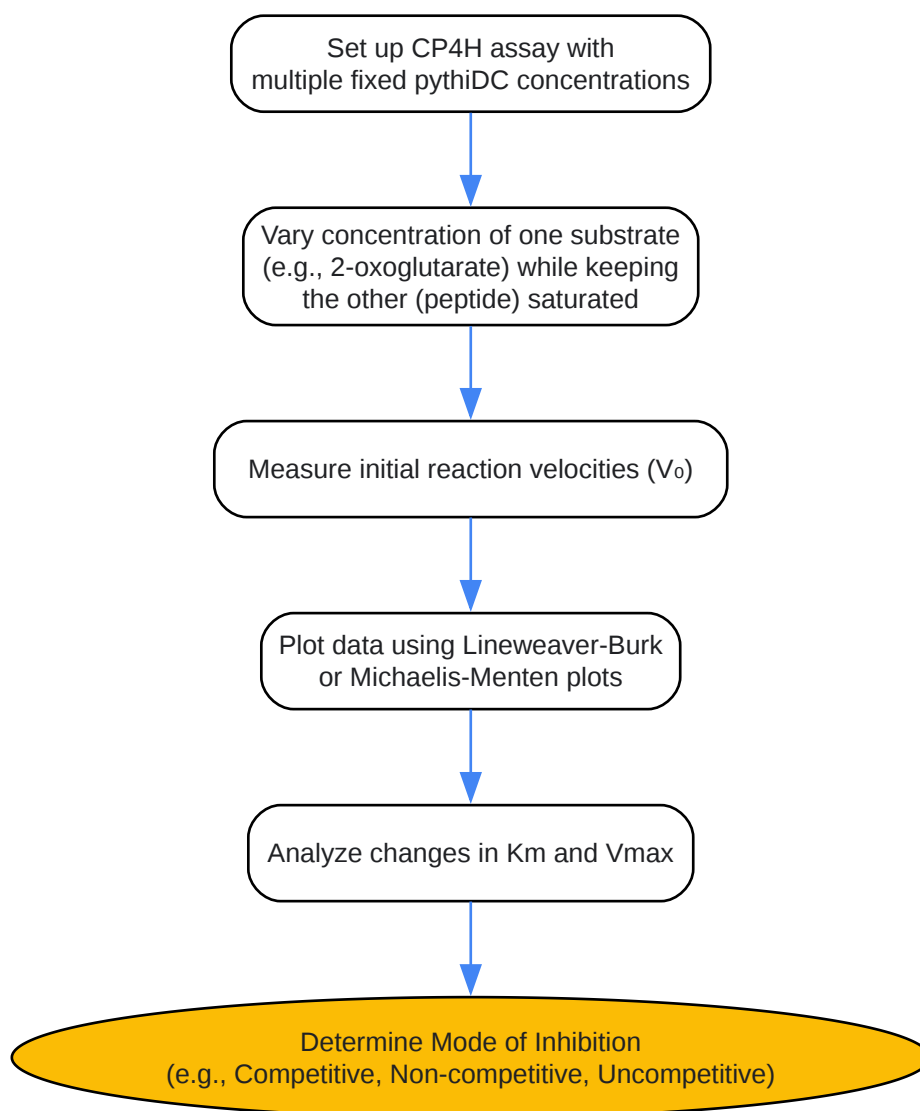 Set up CP4H assay with
multiple fixed pythiDC concentrations
Vary concentration of one substrate
(e.g., 2-oxoglutarate) while keeping
the other (peptide) saturated
Measure initial reaction velocities (V₀)
Plot data using Lineweaver-Burk
or Michaelis-Menten plots
Analyze changes in Km and Vmax
Determine Mode of Inhibition
(e.g., Competitive, Non-competitive, Uncompetitive)